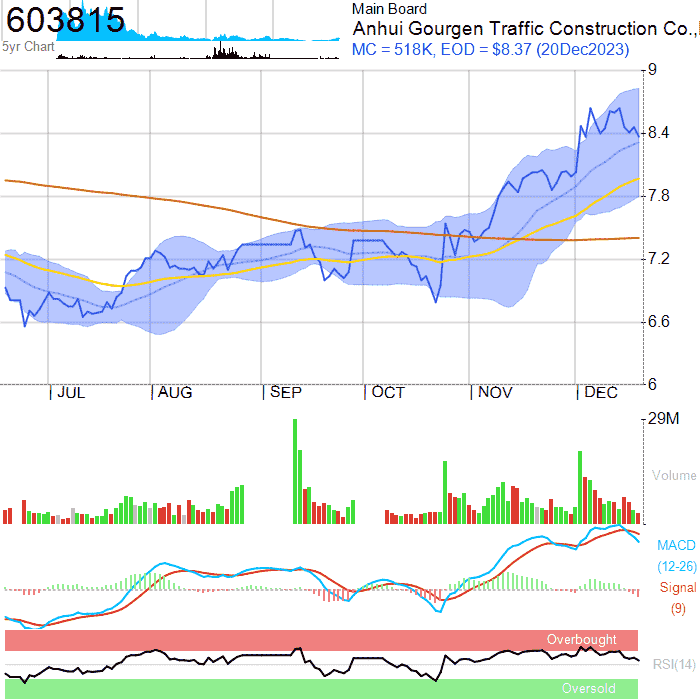 603815
5yr Chart
Main Board
Anhui Gourgen Traffic Construction Co.,
MC = 518K, EOD = $8.37 (20Dec2023)
9
8.4
7.8
7.2
6.6
6
JUL AUG SEP OCT NOV DEC
29M
Volume
MACD
(12-26)
Signal
(9)
Overbought
RSI(14)
Oversold